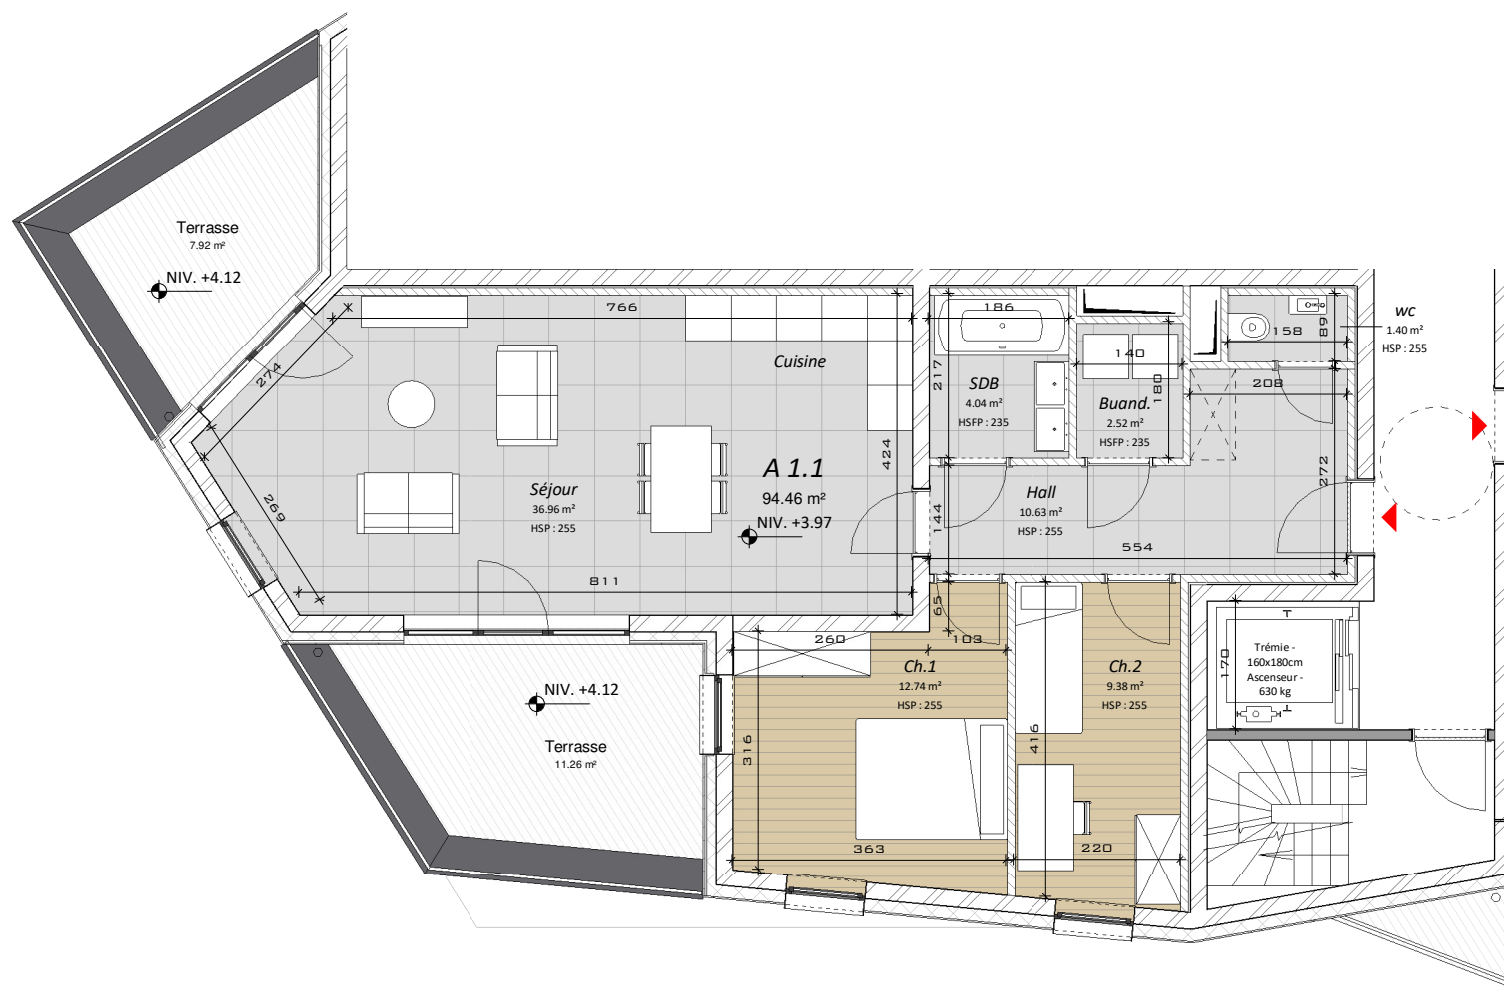 Terrasse
7.92 m²
NIV. +4.12
766
274
269
811
424
Cuisine
Séjour
36.96 m²
HSP : 255
A 1.1
94.46 m²
NIV. +3.97
186
217
SDB
4.04 m²
HSFP : 235
140
180
Buand.
2.52 m²
HSFP : 235
158
89
wc
1.40 m²
HSP : 255
208
272
144
Hall
10.63 m²
HSP : 255
554
65
NIV. +4.12
Terrasse
11.26 m²
260
103
Ch.1
12.74 m²
HSP : 255
316
363
Ch.2
9.38 m²
HSP : 255
416
220
170
Trémie -
160x180cm
Ascenseur -
630 kg